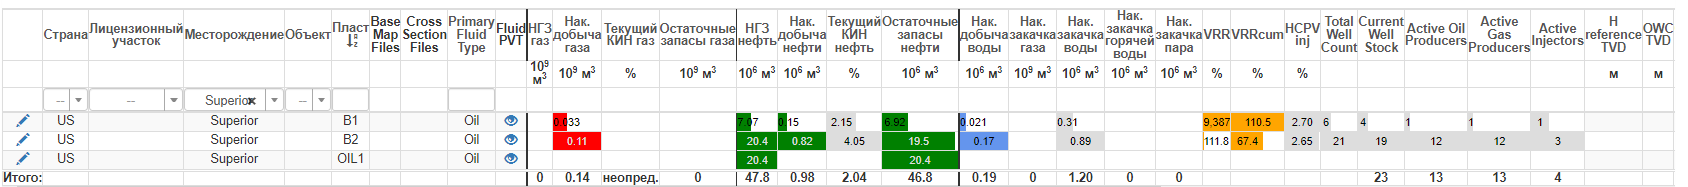 Страна Лицензионный участок Месторождение Объект Пласт Base Map Files Cross Section Files Primary Fluid Type Fluid PVT НГЗ газ Нак. добыча газа Текущий КИН газ Остаточные запасы газа НГЗ нефть Нак. добыча нефти Текущий КИН нефть Остаточные запасы нефти Нак. добыча воды Нак. закачка газа Нак. закачка воды Нак. закачка горячей воды Нак. закачка пара VRR VRRcum HCPV inj Total Well Count Current Well Stock Active Oil Producers Active Gas Producers Active Injectors H reference TVD OWC TVD
10⁹ м³ 10⁹ м³ % 10⁹ м³ 10⁶ м³ 10⁶ м³ % 10⁶ м³ 10⁶ м³ 10⁹ м³ 10⁶ м³ 10⁶ м³ 10⁶ м³ % % % м м
-- -- Superior --
US Superior B1 Oil 0.033 7.07 0.15 2.15 6.92 0.021 0.31 9,387 110.5 2.70 6 4 1 1 1
US Superior B2 Oil 0.11 20.4 0.82 4.05 19.5 0.17 0.89 111.8 67.4 2.65 21 19 12 12 3
US Superior OIL1 Oil 20.4 20.4
Итого: 0 0.14 неопред. 0 47.8 0.98 2.04 46.8 0.19 0 1.20 0 0 23 13 13 4